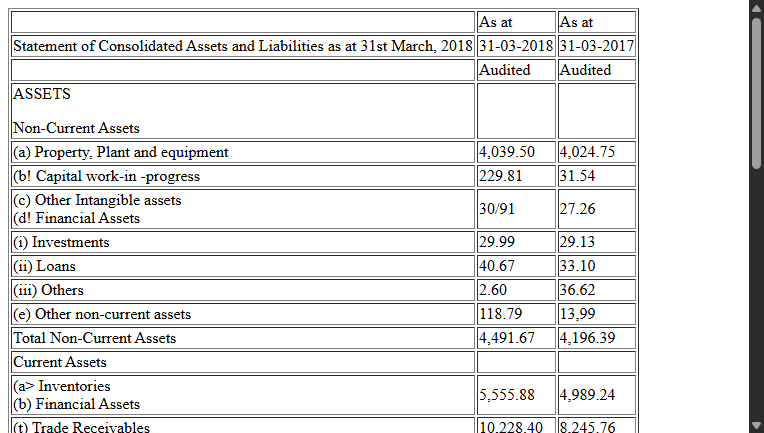 As at As at
Statement of Consolidated Assets and Liabilities as at 31st March, 2018 31-03-2018 31-03-2017
Audited Audited
ASSETS
Non-Current Assets
(a) Property, Plant and equipment 4,039.50 4,024.75
(b! Capital work-in -progress 229.81 31.54
(c) Other Intangible assets
(d! Financial Assets 30/91 27.26
(i) Investments 29.99 29.13
(ii) Loans 40.67 33.10
(iii) Others 2.60 36.62
(e) Other non-current assets 118.79 13,99
Total Non-Current Assets 4,491.67 4,196.39
Current Assets
(a> Inventories
(b) Financial Assets 5,555.88 4,989.24
(t) Trade Receivables 10,228.40 8,245.76